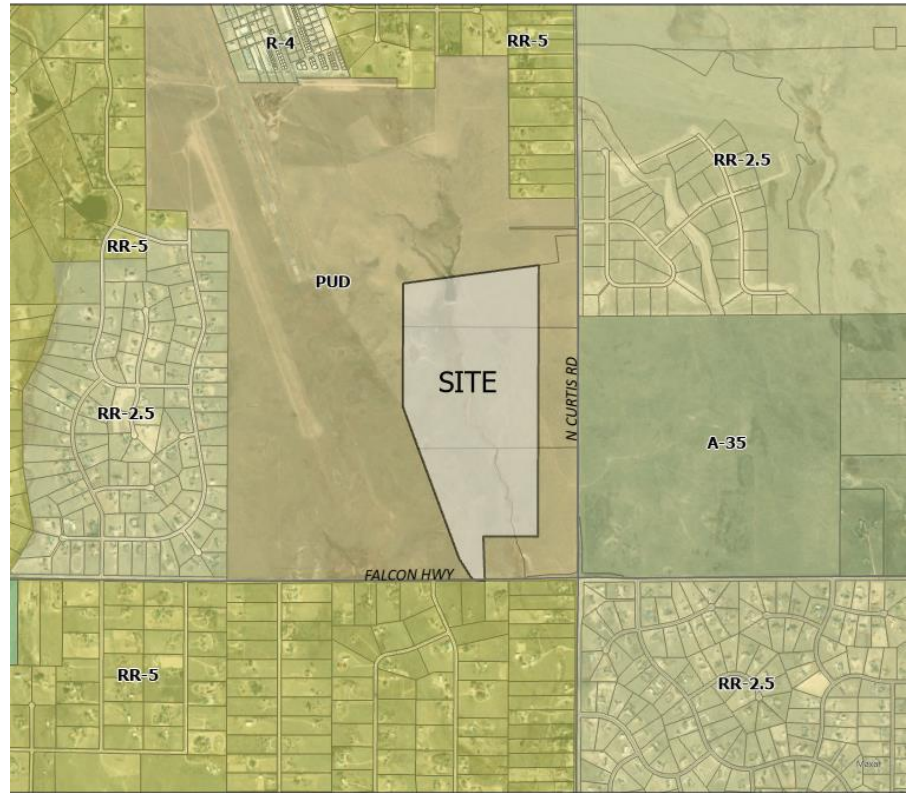 R-4
RR-5
RR-2.5
RR-5
PUD
SITE
N CURTIS RD
RR-2.5
A-35
FALCON HWY
RR-5
RR-2.5
Maxar